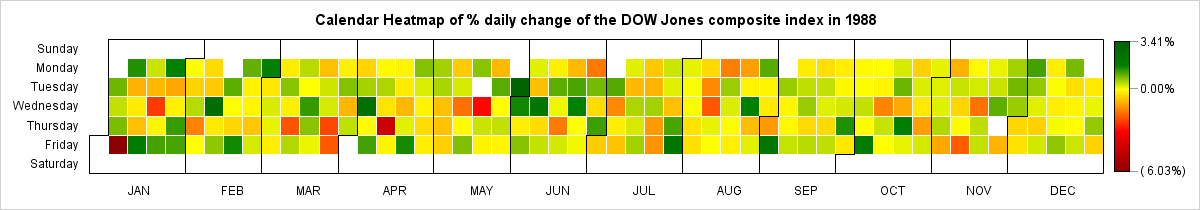 Calendar Heatmap of % daily change of the DOW Jones composite index in 1988
Sunday
Monday
Tuesday
Wednesday
Thursday
Friday
Saturday
JAN FEB MAR APR MAY JUN JUL AUG SEP OCT NOV DEC
3.41%
0.00%
( 6.03%)